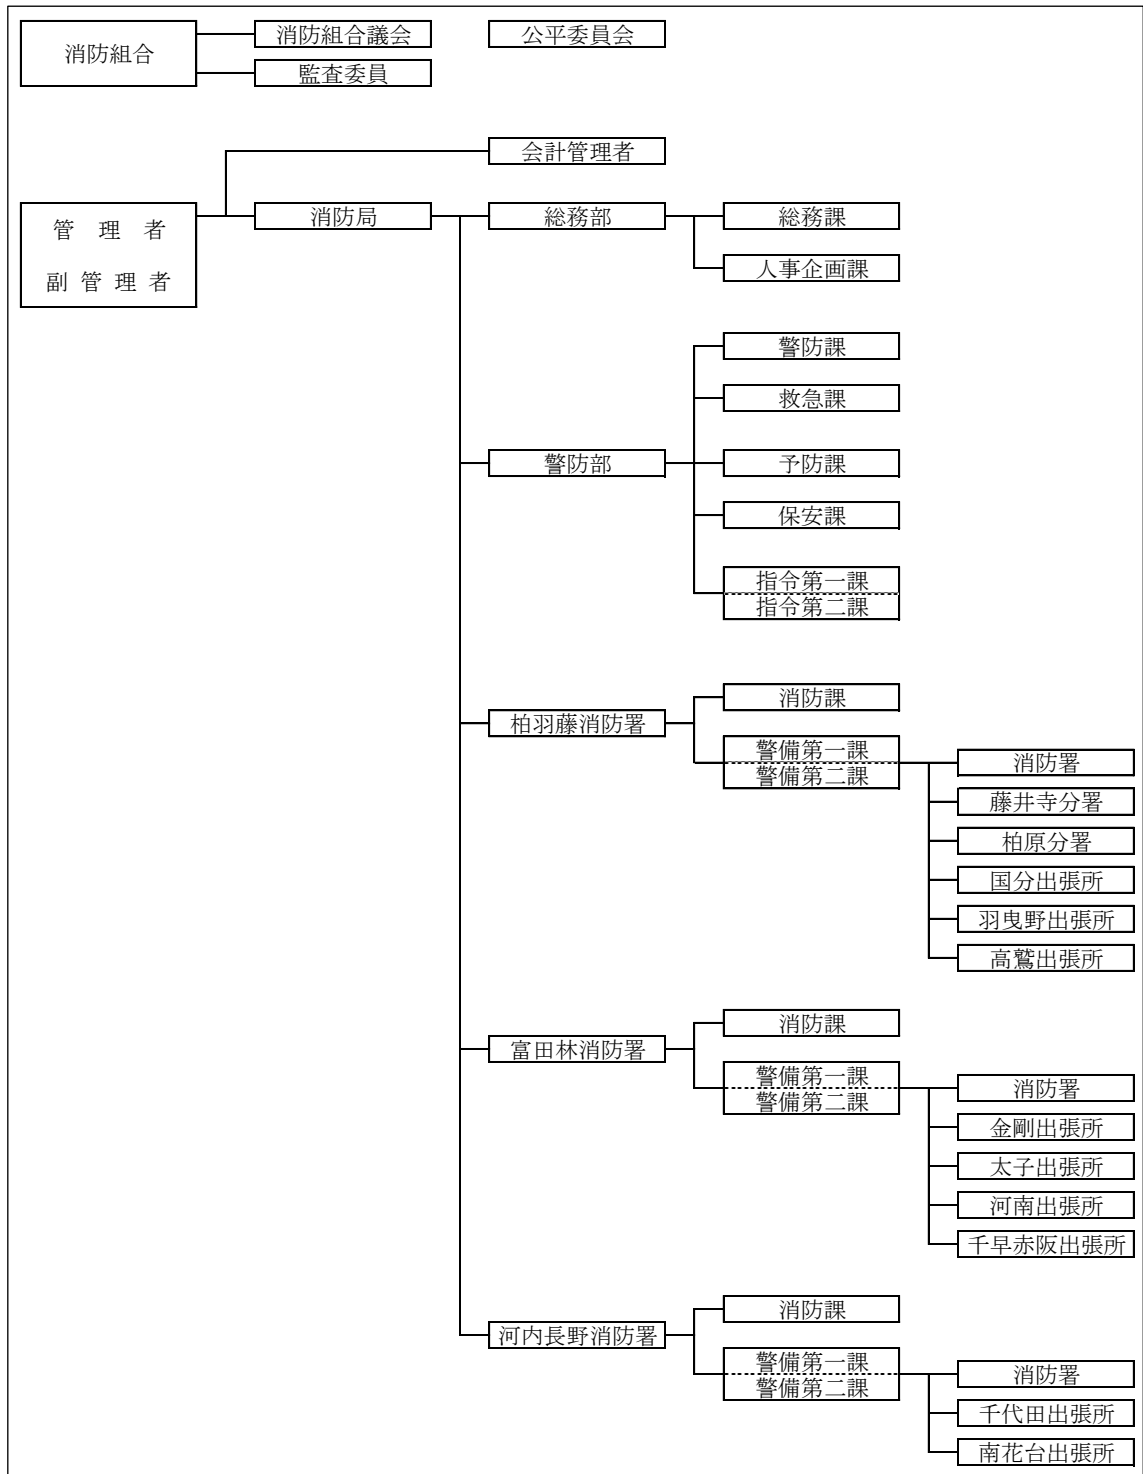 消防組合
消防組合議会
公平委員会
監査委員
会計管理者
管理者
副管理者
消防局
総務部
総務課
人事企画課
警防部
警防課
救急課
予防課
保安課
指令第一課
指令第二課
柏羽藤消防署
消防課
警備第一課
警備第二課
消防署
藤井寺分署
柏原分署
国分出張所
羽曳野出張所
高鷲出張所
富田林消防署
消防課
警備第一課
警備第二課
消防署
金剛出張所
太子出張所
河南出張所
千早赤阪出張所
河内長野消防署
消防課
警備第一課
警備第二課
消防署
千代田出張所
南花台出張所